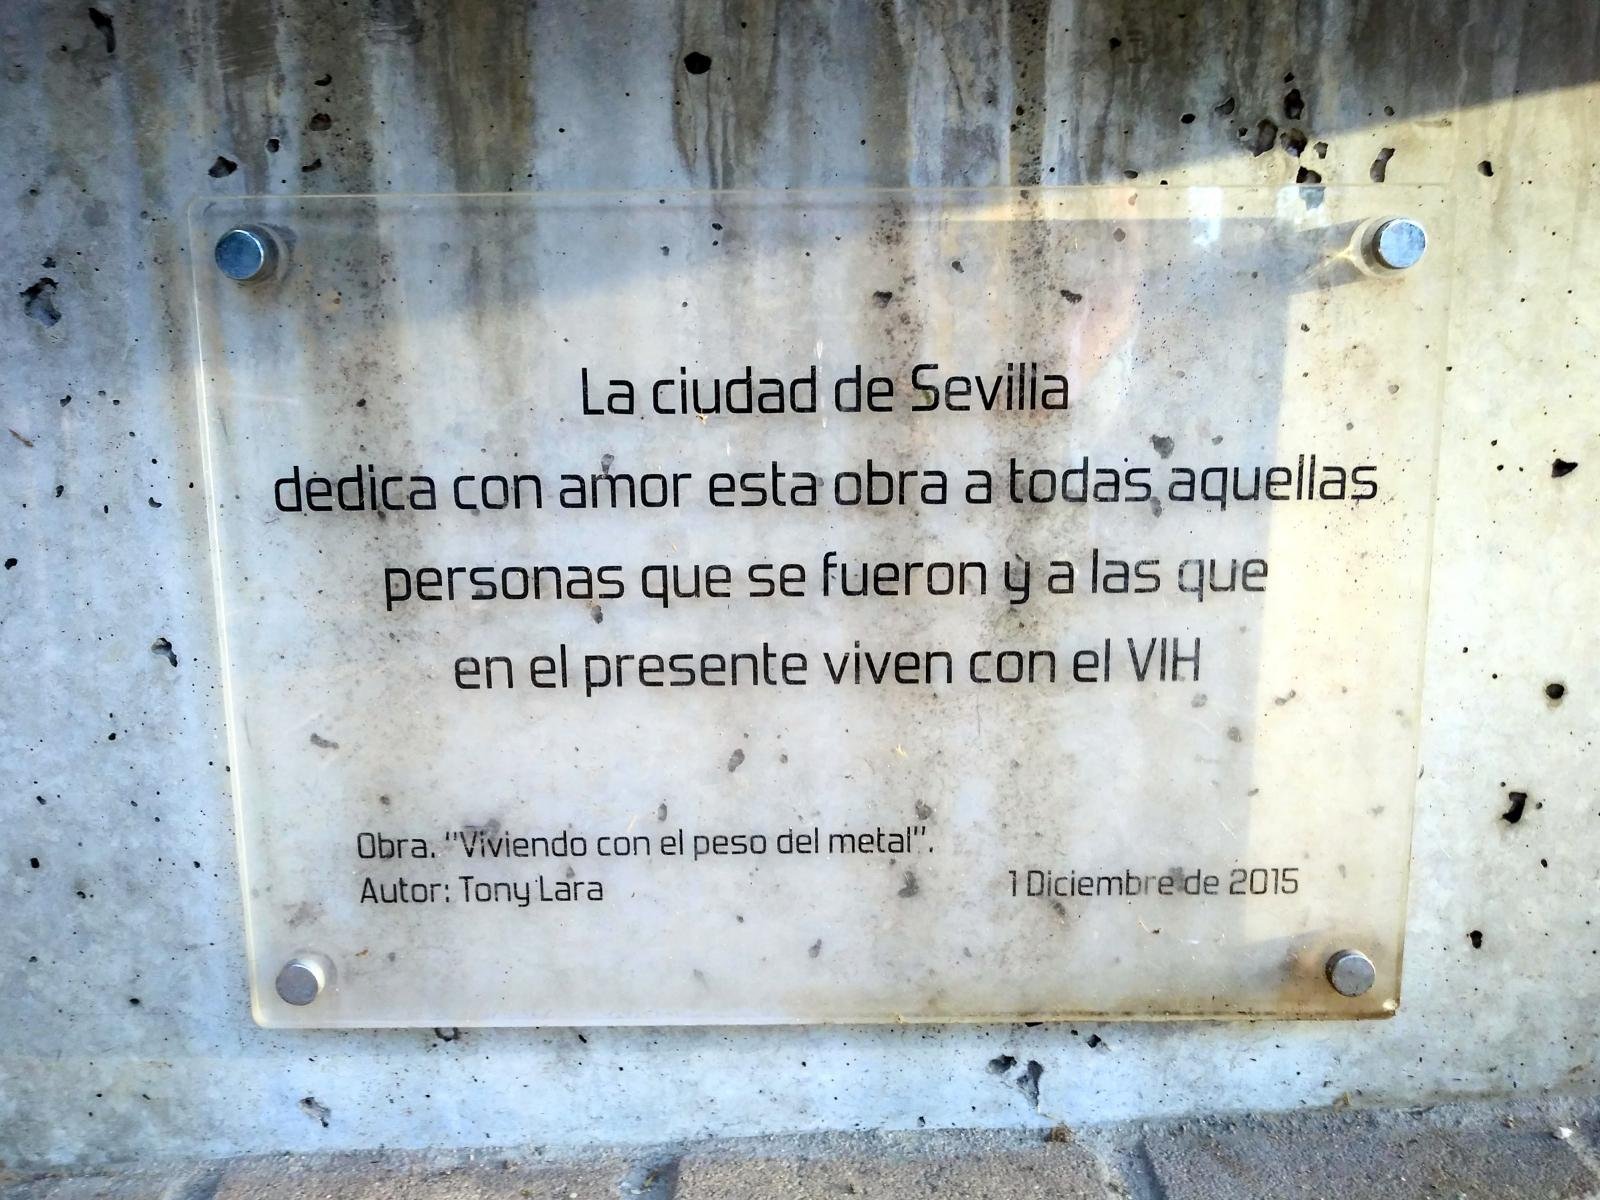 La ciudad de Sevilla
dedica con amor esta obra a todas aquellas
personas que se fueron y a las que
en el presente viven con el VIH
Obra. "Viviendo con el peso del metal".
Autor: Tony Lara
1 Diciembre de 2015